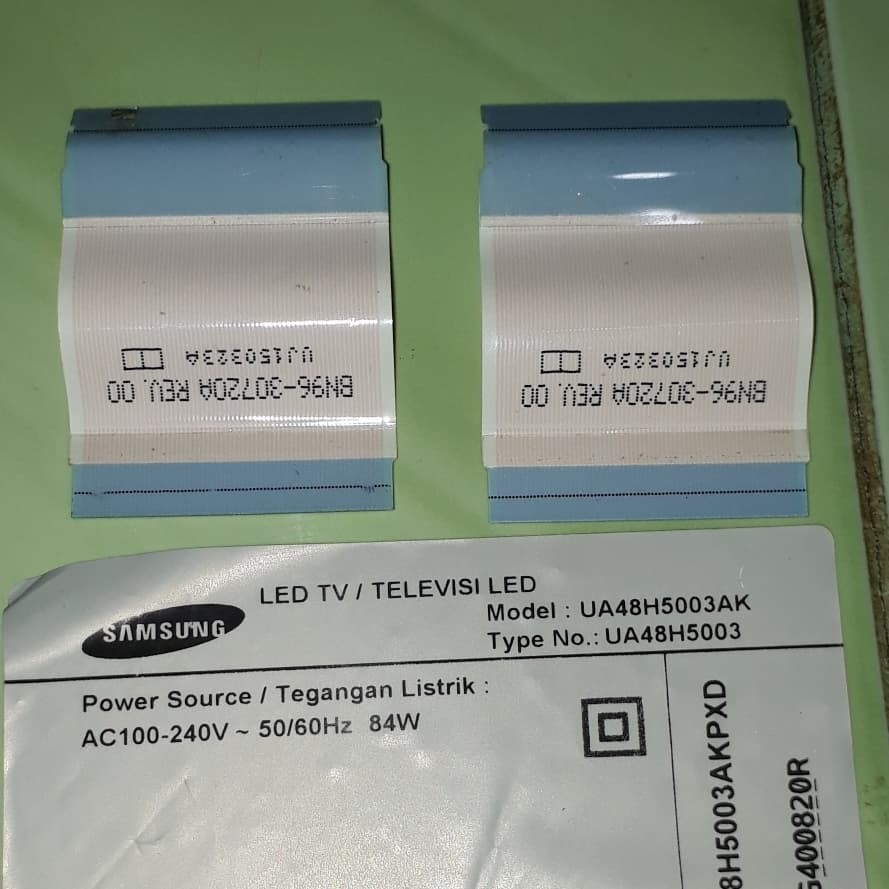 BN96-30720A REV. 00
UJ150323A
BN96-30720A REV. 00
UJ150323A
SAMSUNG
LED TV / TELEVISI LED
Model : UA48H5003AK
Type No.: UA48H5003
Power Source / Tegangan Listrik :
AC100-240V ~ 50/60Hz 84W
8H5003AKPXD
5400820R